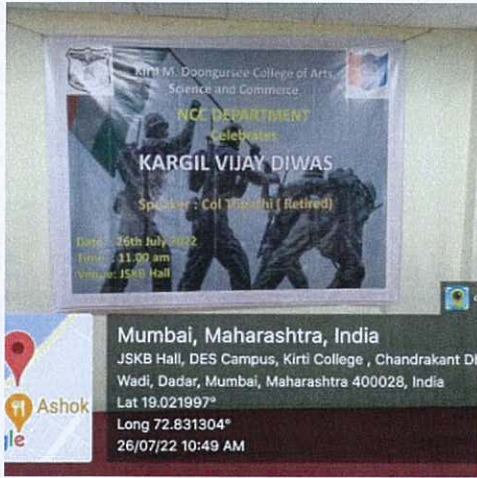 Kirti M. Doongursee College of Arts,
Science and Commerce
NCC DEPARTMENT
Celebrates
KARGIL VIJAY DIWAS
Speaker : Col Tripathi ( Retired)
Date : 26th July 2022
Time : 11.00 am
Venue: JSKB Hall
Mumbai, Maharashtra, India
JSKB Hall, DES Campus, Kirti College , Chandrakant
Wadi, Dadar, Mumbai, Maharashtra 400028, India
Lat 19.021997°
Long 72.831304°
26/07/22 10:49 AM
Ashok
gle